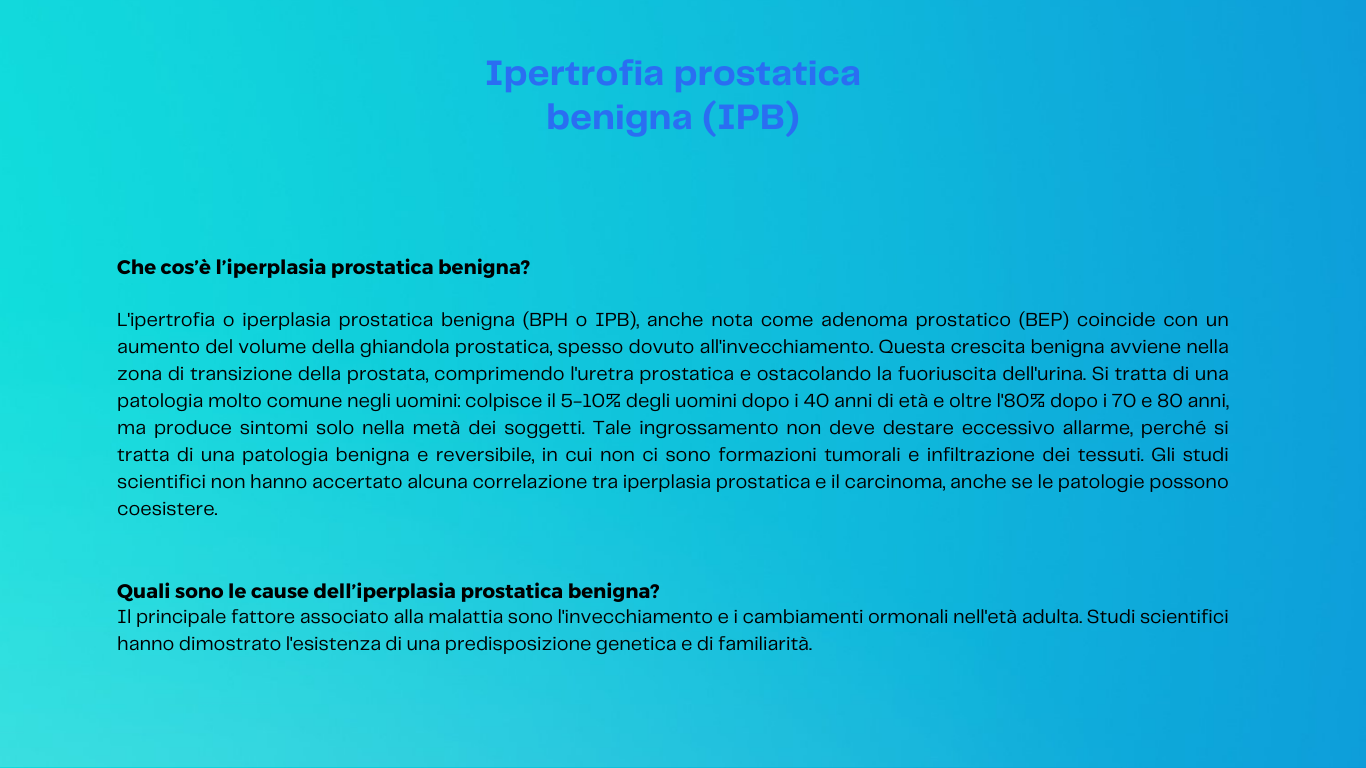 Ipertrofia prostatica
benigna (IPB)
Che cos’è l’iperplasia prostatica benigna?
L'ipertrofia o iperplasia prostatica benigna (BPH o IPB), anche nota come adenoma prostatico (BEP) coincide con un
aumento del volume della ghiandola prostatica, spesso dovuto all'invecchiamento. Questa crescita benigna avviene nella
zona di transizione della prostata, comprimendo l'uretra prostatica e ostacolando la fuoriuscita dell'urina. Si tratta di una
patologia molto comune negli uomini: colpisce il 5-10% degli uomini dopo i 40 anni di età e oltre l'80% dopo i 70 e 80 anni,
ma produce sintomi solo nella metà dei soggetti. Tale ingrossamento non deve destare eccessivo allarme, perché si
tratta di una patologia benigna e reversibile, in cui non ci sono formazioni tumorali e infiltrazione dei tessuti. Gli studi
scientifici non hanno accertato alcuna correlazione tra iperplasia prostatica e il carcinoma, anche se le patologie possono
coesistere.
Quali sono le cause dell’iperplasia prostatica benigna?
Il principale fattore associato alla malattia sono l'invecchiamento e i cambiamenti ormonali nell'età adulta. Studi scientifici
hanno dimostrato l'esistenza di una predisposizione genetica e di familiarità.